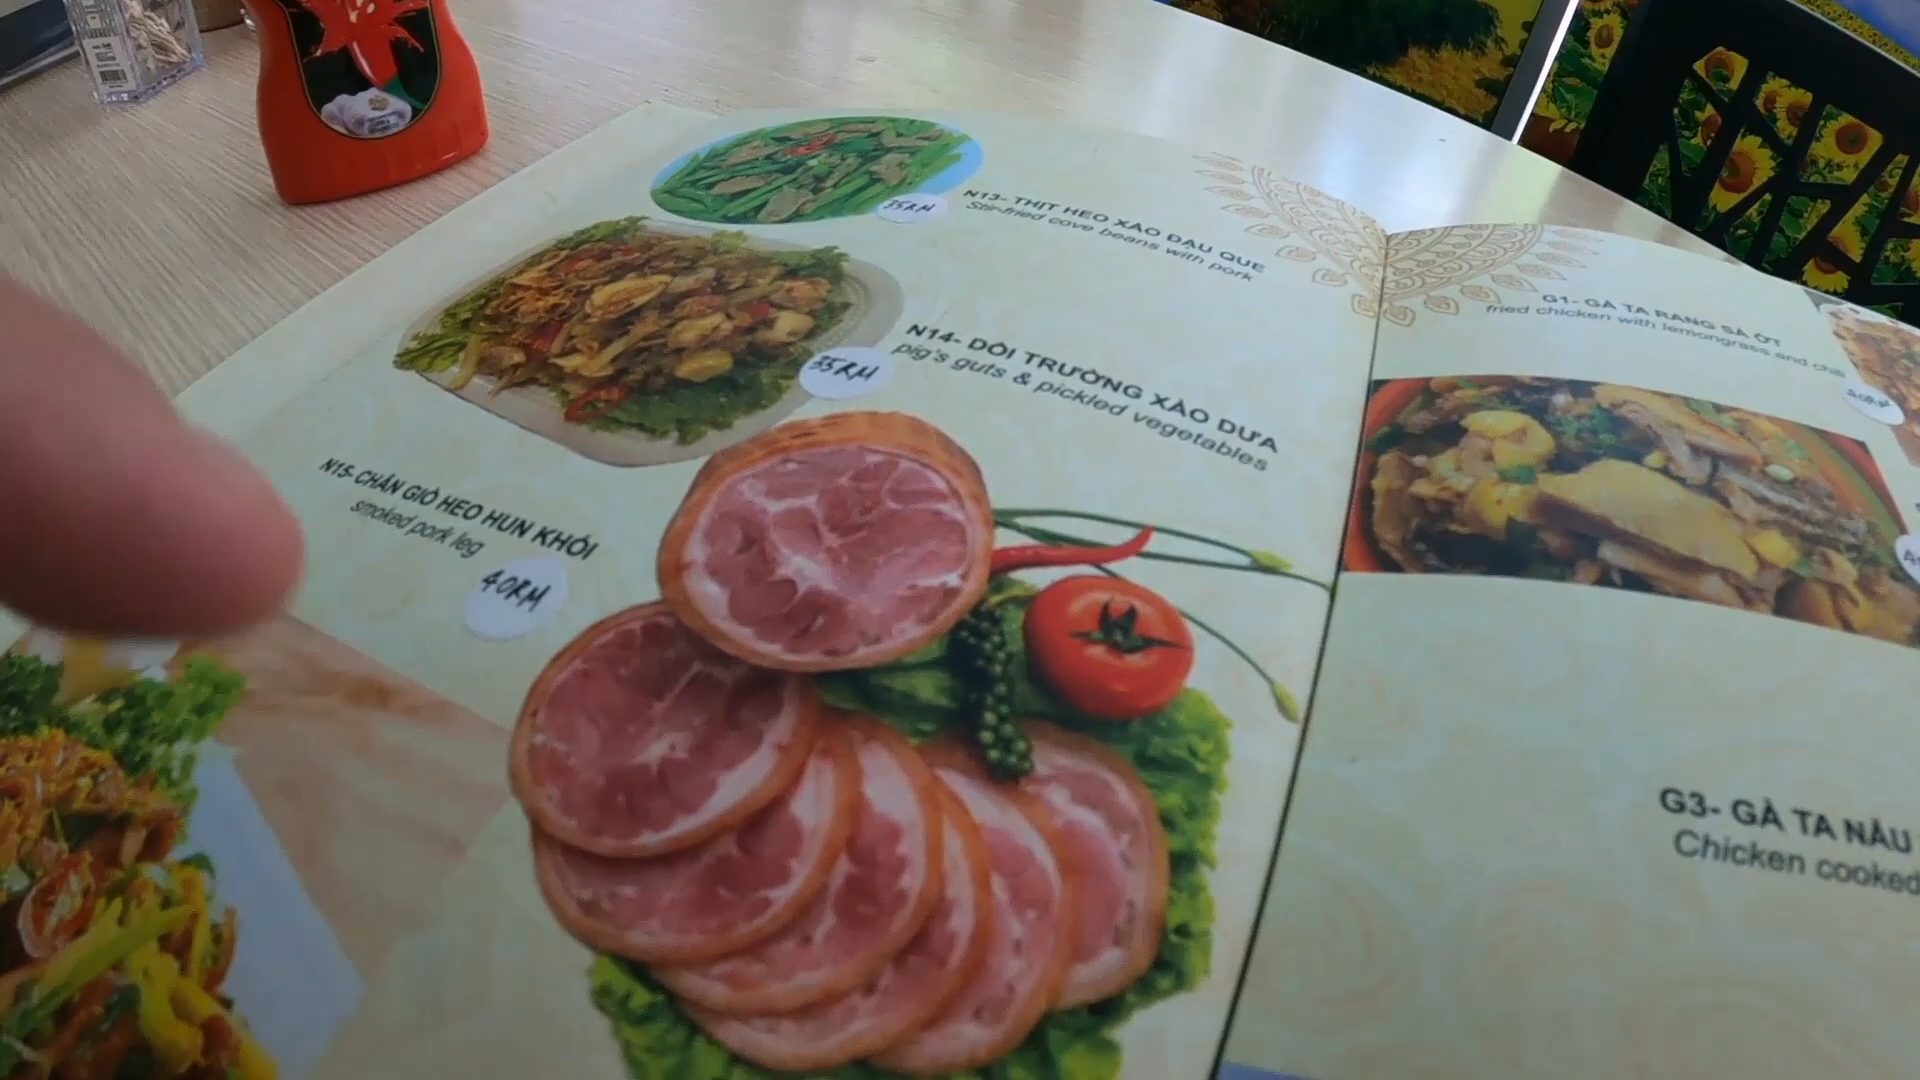 N13- THỊT HEO XÀO ĐẬU QUE
Stir-fried cove beans with pork
35RM
N14- DỒI TRƯỜNG XÀO DƯA
pig's guts & pickled vegetables
35RM
N15- CHÂN GIÒ HEO HUN KHÓI
smoked pork leg
40RM
G1- GÀ TA RANG SẢ ỚT
fried chicken with lemongrass and chili
G3- GÀ TA NẤU
Chicken cooked